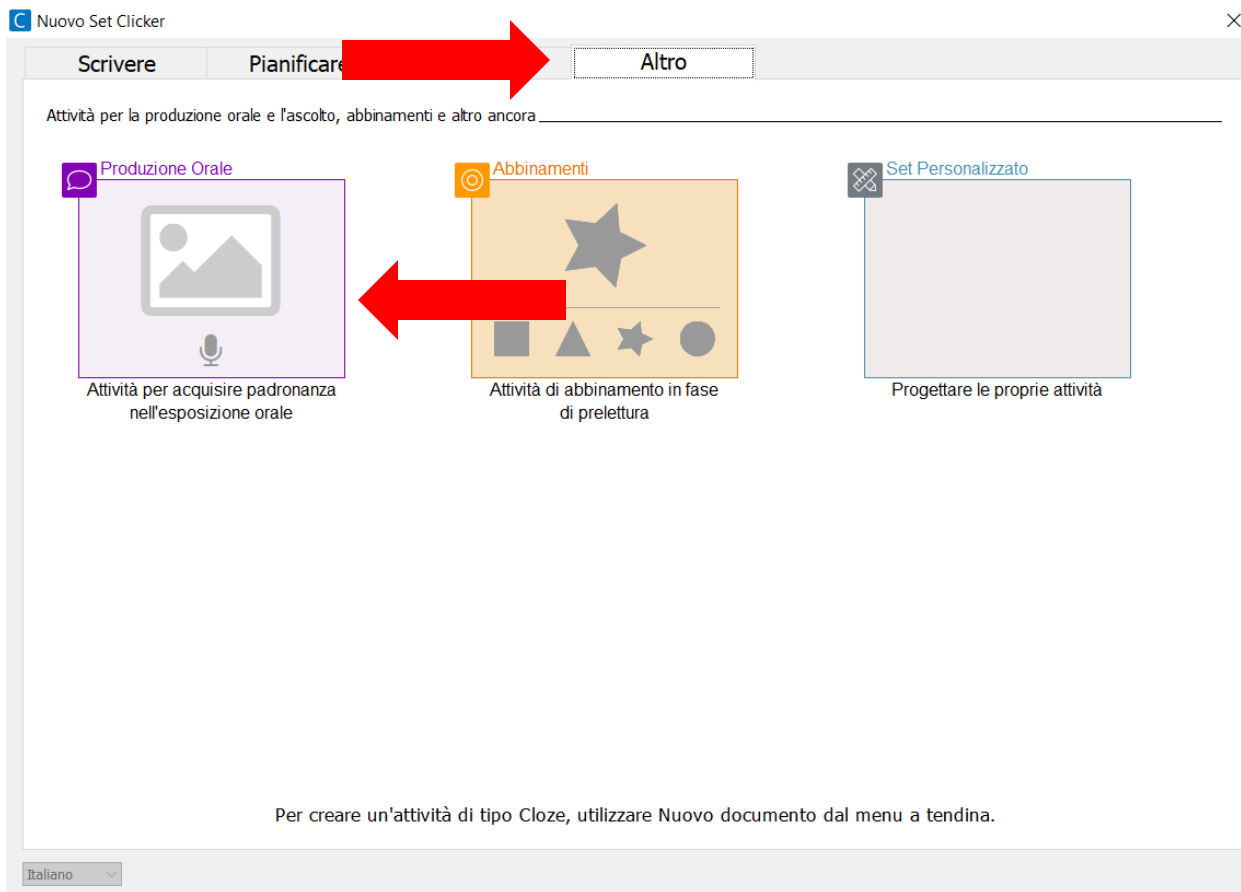 Nuovo Set Clicker
Scrivere
Pianificare
Altro
Attività per la produzione orale e l'ascolto, abbinamenti e altro ancora
Produzione Orale
Abbinamenti
Set Personalizzato
Attività per acquisire padronanza
nell'esposizione orale
Attività di abbinamento in fase
di prelettura
Progettare le proprie attività
Per creare un'attività di tipo Cloze, utilizzare Nuovo documento dal menu a tendina.
Italiano